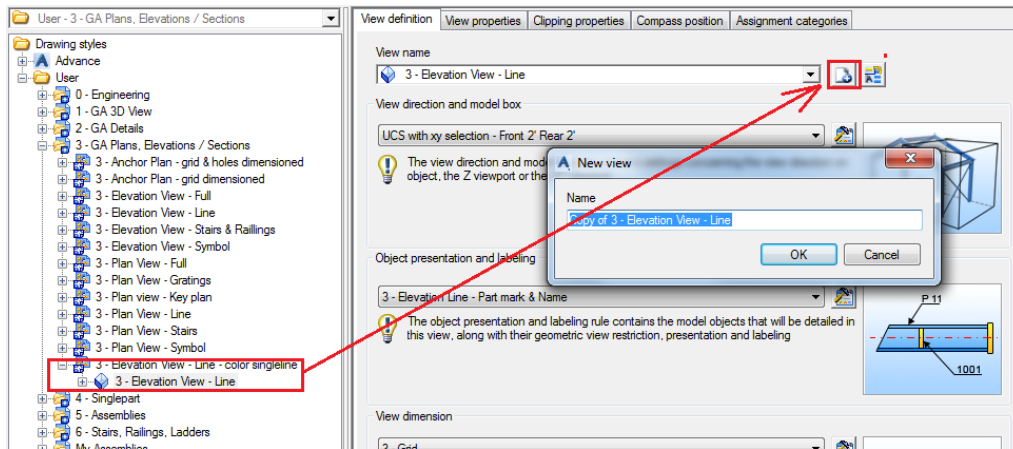 User - 3 - GA Plans, Elevations / Sections
Drawing styles
Advance
User
0 - Engineering
1 - GA 3D View
2 - GA Details
3 - GA Plans, Elevations / Sections
3 - Anchor Plan - grid & holes dimensioned
3 - Anchor Plan - grid dimensioned
3 - Elevation View - Full
3 - Elevation View - Line
3 - Elevation View - Stairs & Raillings
3 - Elevation View - Symbol
3 - Plan View - Full
3 - Plan View - Gratings
3 - Plan view - Key plan
3 - Plan View - Line
3 - Plan View - Stairs
3 - Plan View - Symbol
3 - Elevation View - Line - color singleline
3 - Elevation View - Line
4 - Singlepart
5 - Assemblies
6 - Stairs, Railings, Ladders
My Assemblies
View definition
View properties
Clipping properties
Compass position
Assignment categories
View name
3 - Elevation View - Line
View direction and model box
UCS with xy selection - Front 2' Rear 2'
The view direction and mod
object, the Z viewport or the
New view
Name
Copy of 3 - Elevation View - Line
OK
Cancel
Object presentation and labeling
3 - Elevation Line - Part mark & Name
The object presentation and labeling rule contains the model objects that will be detailed in
this view, along with their geometric view restriction, presentation and labeling
P 11
1001
View dimension
3 - Grid